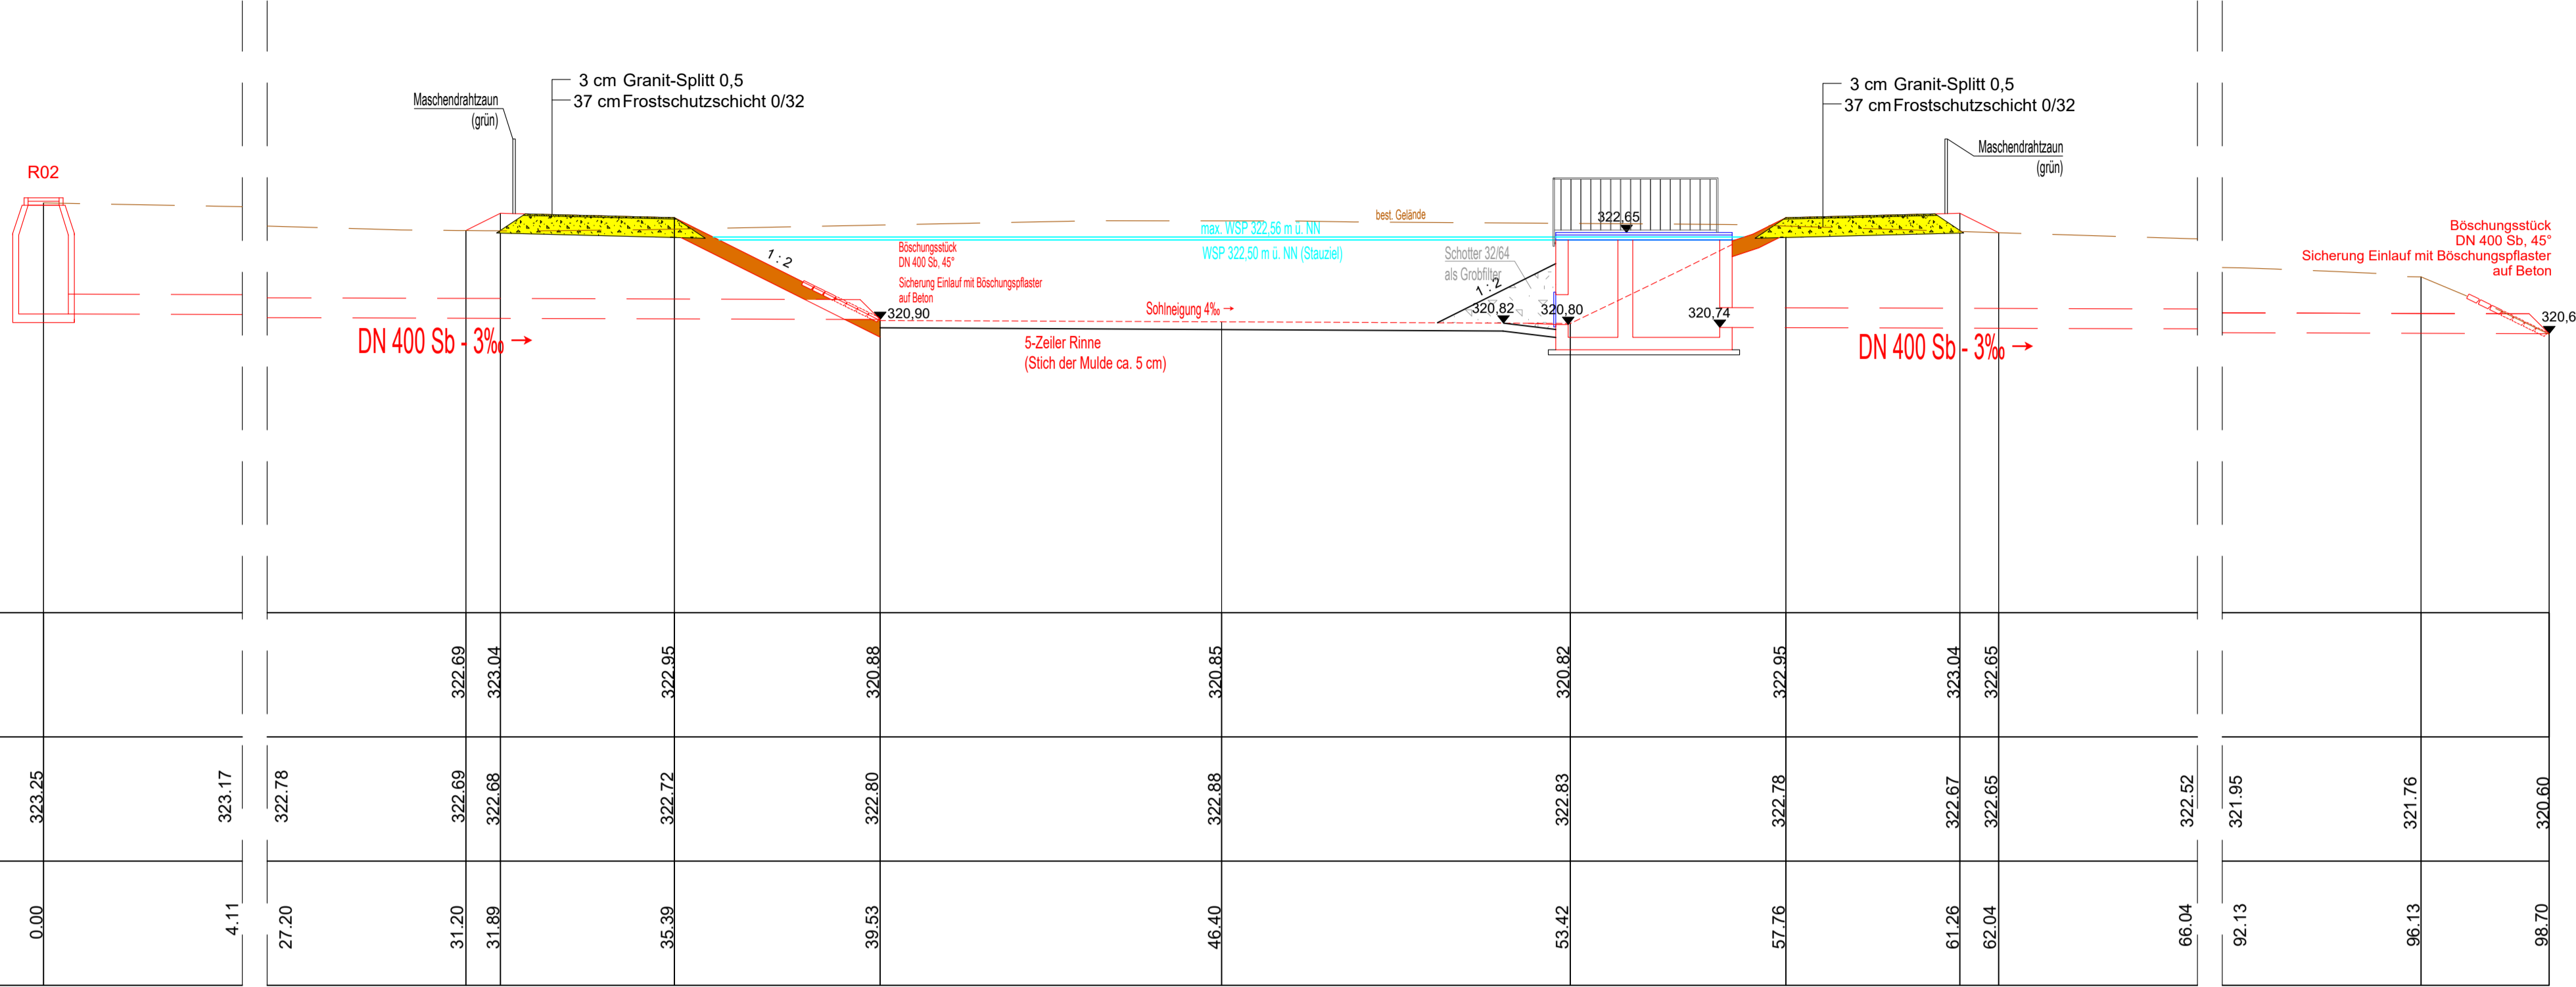 3 cm Granit-Splitt 0,5
37 cm Frostschutzschicht 0/32
Maschendrahtzaun
(grün)
3 cm Granit-Splitt 0,5
37 cm Frostschutzschicht 0/32
Maschendrahtzaun
(grün)
R02
best. Gelände
322,65
max. WSP 322,56 m ü. NN
WSP 322,50 m ü. NN (Stauziel)
1 : 2
Böschungsstück
DN 400 Sb, 45°
Sicherung Einlauf mit Böschungspflaster
auf Beton
Schotter 32/64
als Grobfilter
1 : 2
Böschungsstück
DN 400 Sb, 45°
Sicherung Einlauf mit Böschungspflaster
auf Beton
320,90
Sohlneigung 4‰ →
320,82
320,80
320,74
320,6
DN 400 Sb - 3‰ →
5-Zeiler Rinne
(Stich der Mulde ca. 5 cm)
DN 400 Sb - 3‰ →
322.69
323.04
322.95
320.88
320.85
320.82
322.95
323.04
322.65
323.25
323.17
322.78
322.69
322.68
322.72
322.80
322.88
322.83
322.78
322.67
322.65
322.52
321.95
321.76
320.60
0.00
4.11
27.20
31.20
31.89
35.39
39.53
46.40
53.42
57.76
61.26
62.04
66.04
92.13
96.13
98.70